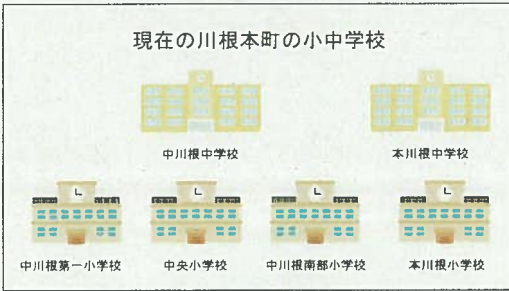 現在の川根本町の小中学校
中川根中学校 本川根中学校
中川根第一小学校 中央小学校 中川根南部小学校 本川根小学校